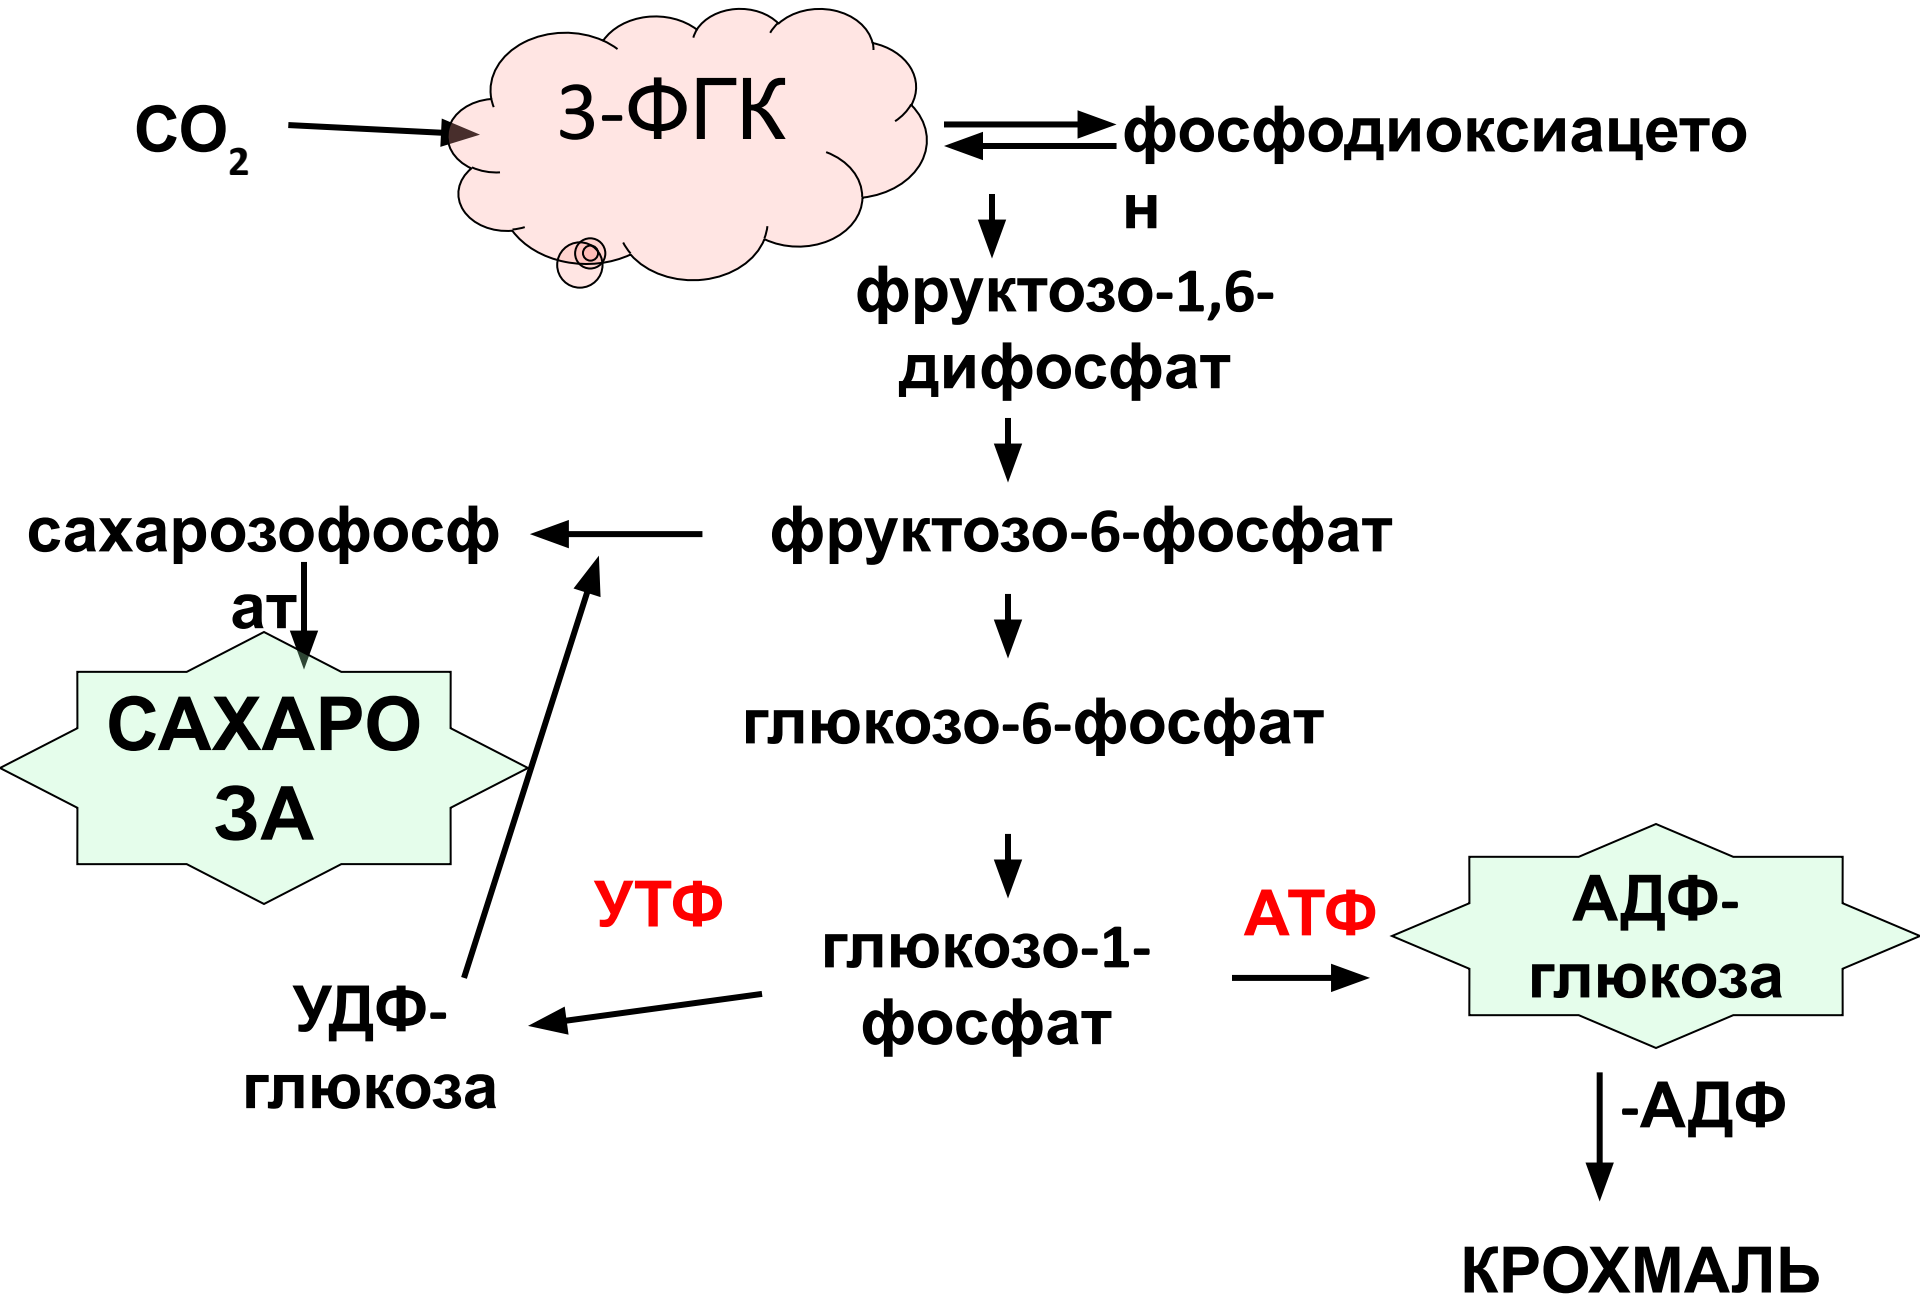 CO2
3-ФГК
фосфодиоксиацето
н
фруктозо-1,6-
дифосфат
сахарозофосф
ат
фруктозо-6-фосфат
САХАРО
ЗА
глюкозо-6-фосфат
УТФ
глюкозо-1-
фосфат
АТФ
АДФ-
глюкоза
УДФ-
глюкоза
-АДФ
КРОХМАЛЬ